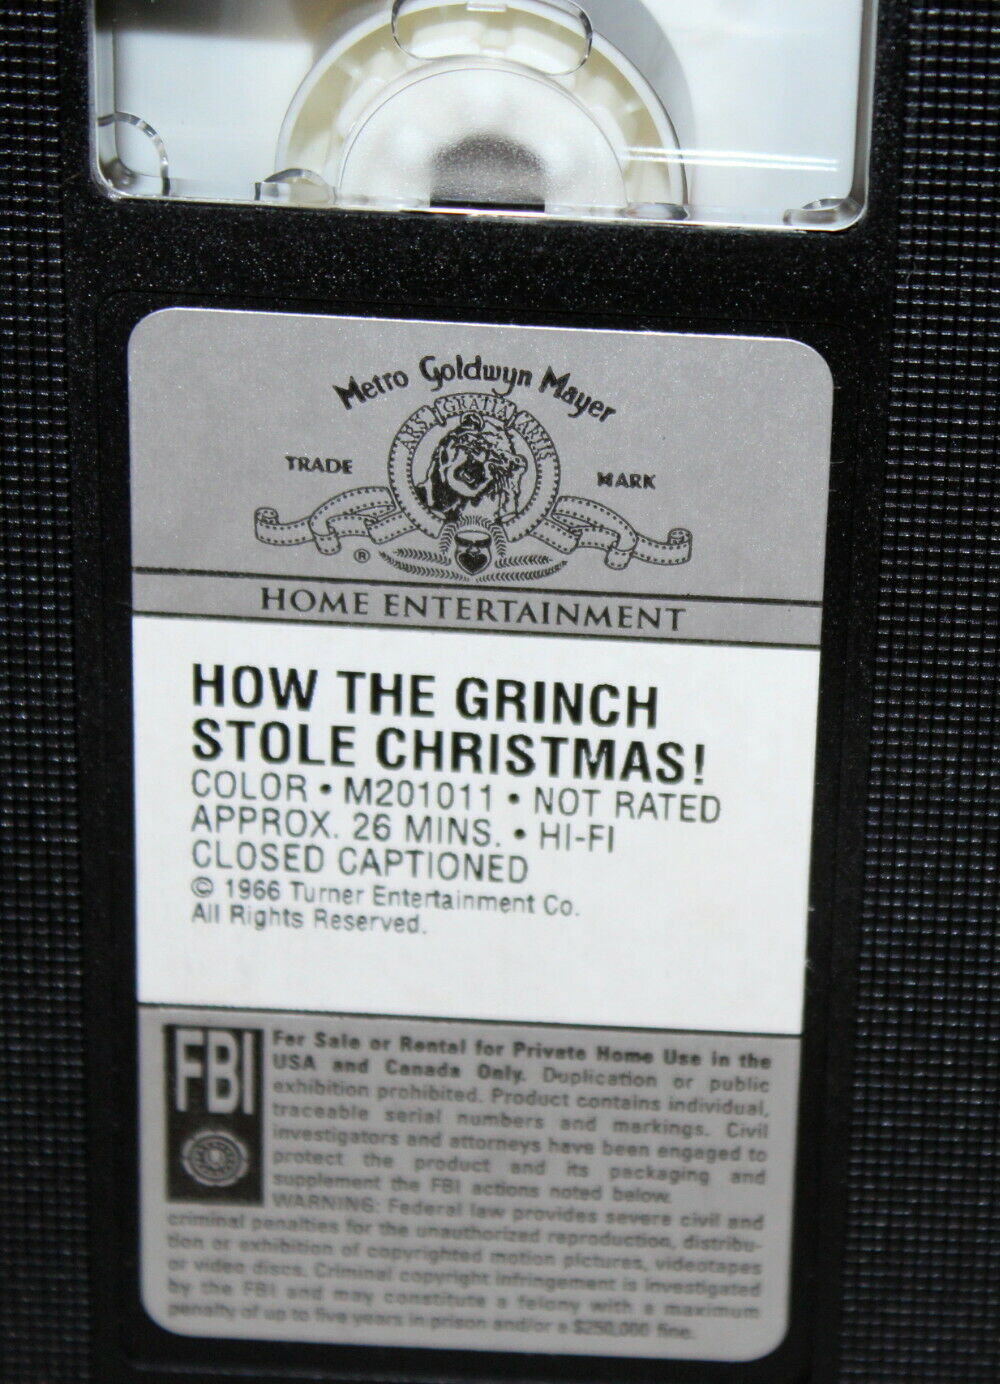 Metro Goldwyn Mayer
ARS GRATIA ARTIS
TRADE MARK
®
HOME ENTERTAINMENT
HOW THE GRINCH
STOLE CHRISTMAS!
COLOR • M201011 • NOT RATED
APPROX. 26 MINS. • HI-FI
CLOSED CAPTIONED
© 1966 Turner Entertainment Co.
All Rights Reserved.
FBI
For Sale or Rental for Private Home Use in the
USA and Canada Only. Duplication or public
exhibition prohibited. Product contains individual,
traceable serial numbers and markings. Civil
investigators and attorneys have been engaged to
protect the product and its packaging and
supplement the FBI actions noted below.
WARNING: Federal law provides severe civil and
criminal penalties for the unauthorized reproduction, distribu-
tion or exhibition of copyrighted motion pictures, videotapes
or video discs. Criminal copyright infringement is investigated
by the FBI and may constitute a felony with a maximum
penalty of up to five years in prison and/or a $250,000 fine.